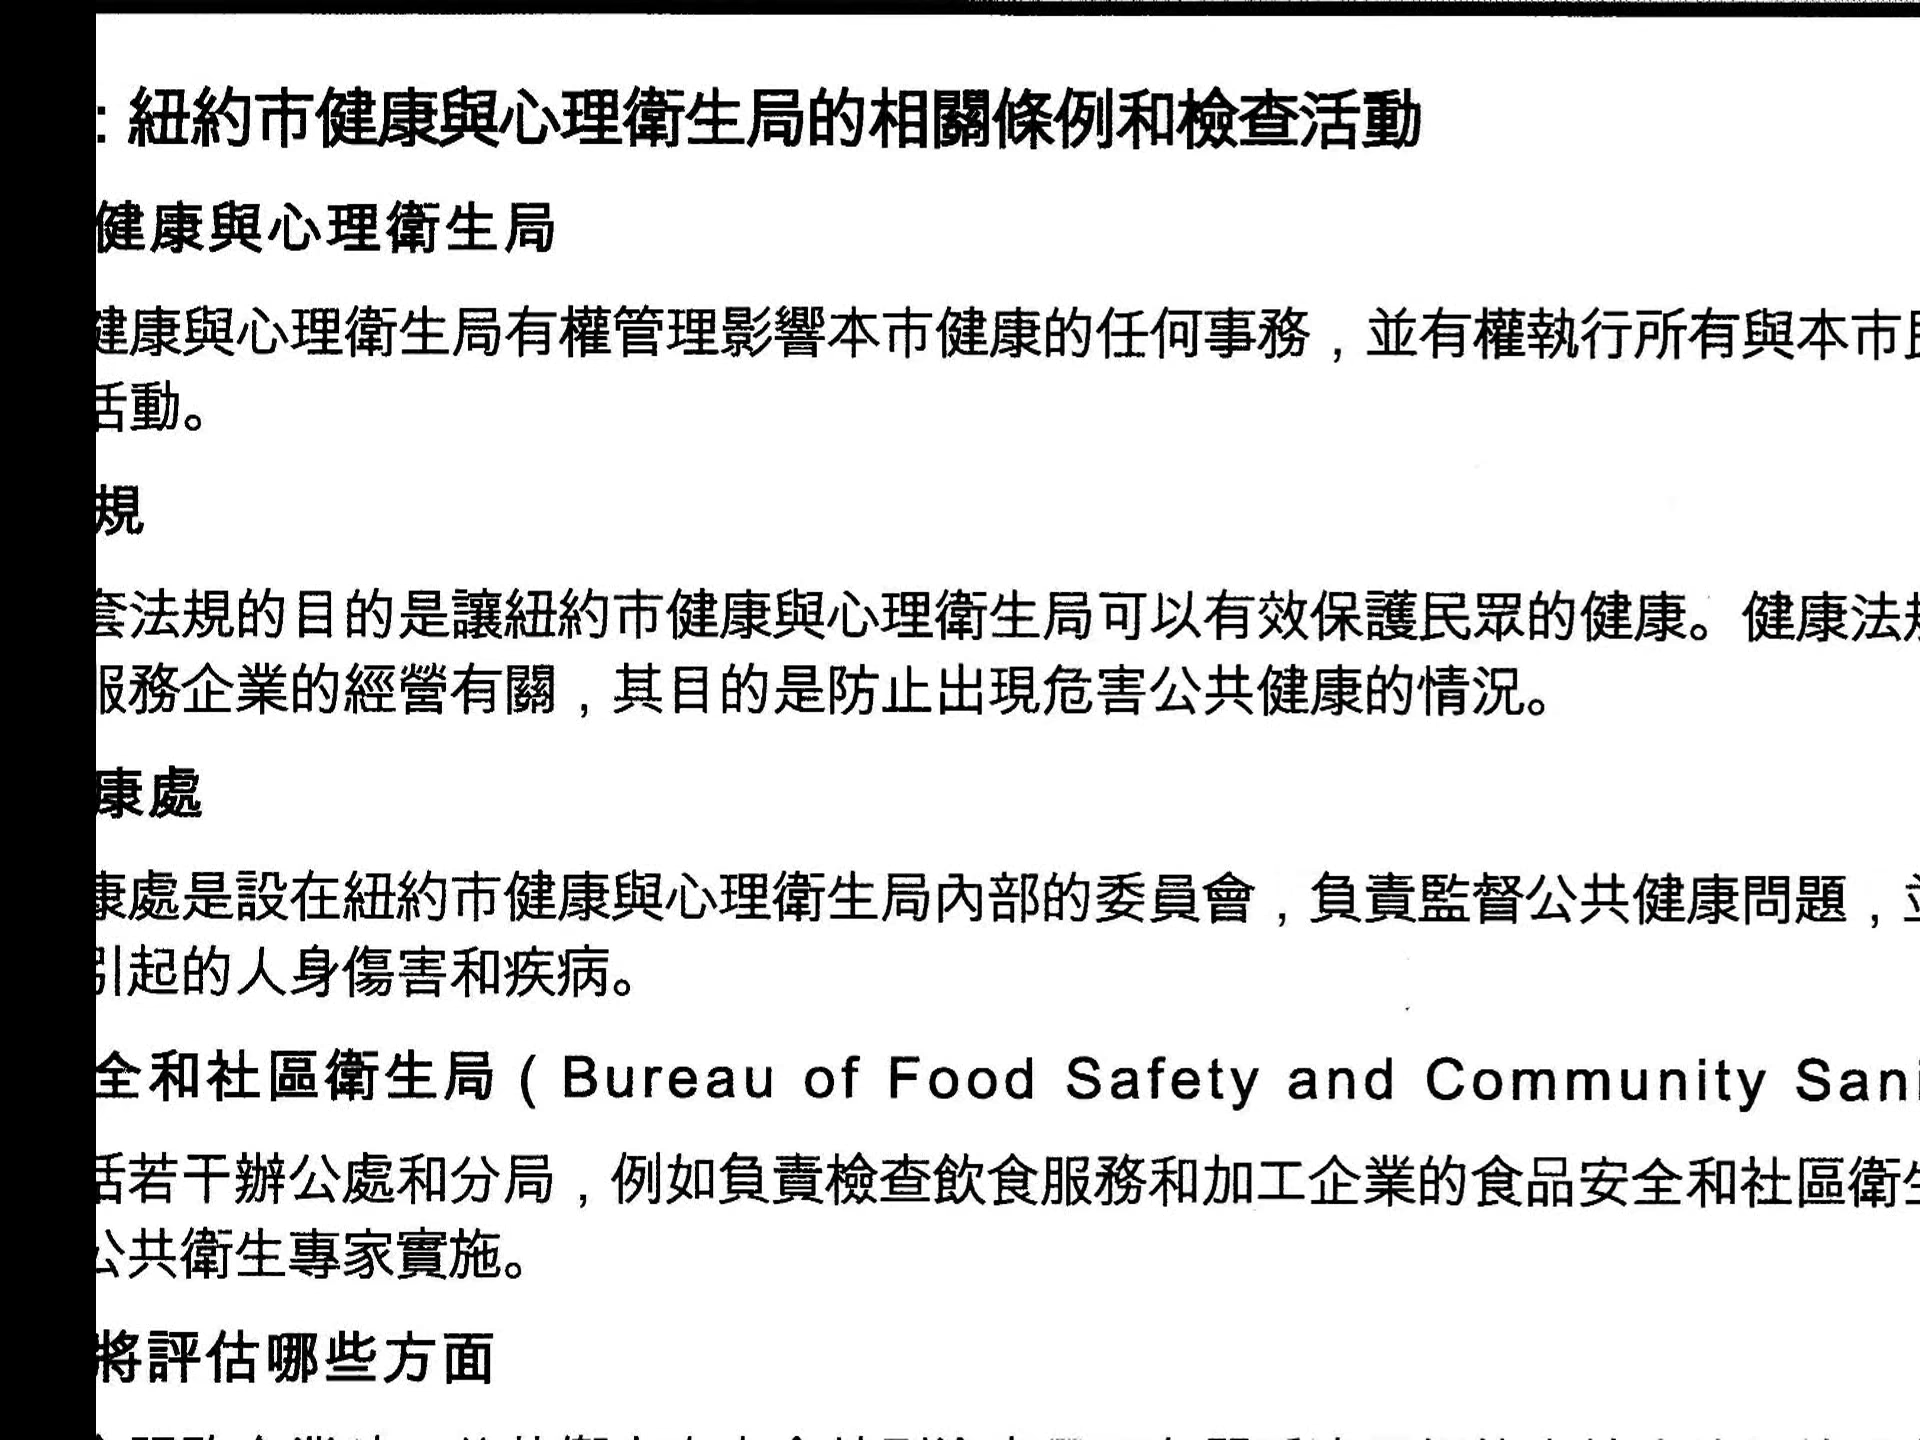 : 紐約市健康與心理衛生局的相關條例和檢查活動
健康與心理衛生局
健康與心理衛生局有權管理影響本市健康的任何事務，並有權執行所有與本市民
活動。
規
套法規的目的是讓紐約市健康與心理衛生局可以有效保護民眾的健康。健康法規
服務企業的經營有關，其目的是防止出現危害公共健康的情況。
康處
康處是設在紐約市健康與心理衛生局內部的委員會，負責監督公共健康問題，並
引起的人身傷害和疾病。
全和社區衛生局（Bureau of Food Safety and Community Sani
括若干辦公處和分局，例如負責檢查飲食服務和加工企業的食品安全和社區衛生
公共衛生專家實施。
將評估哪些方面